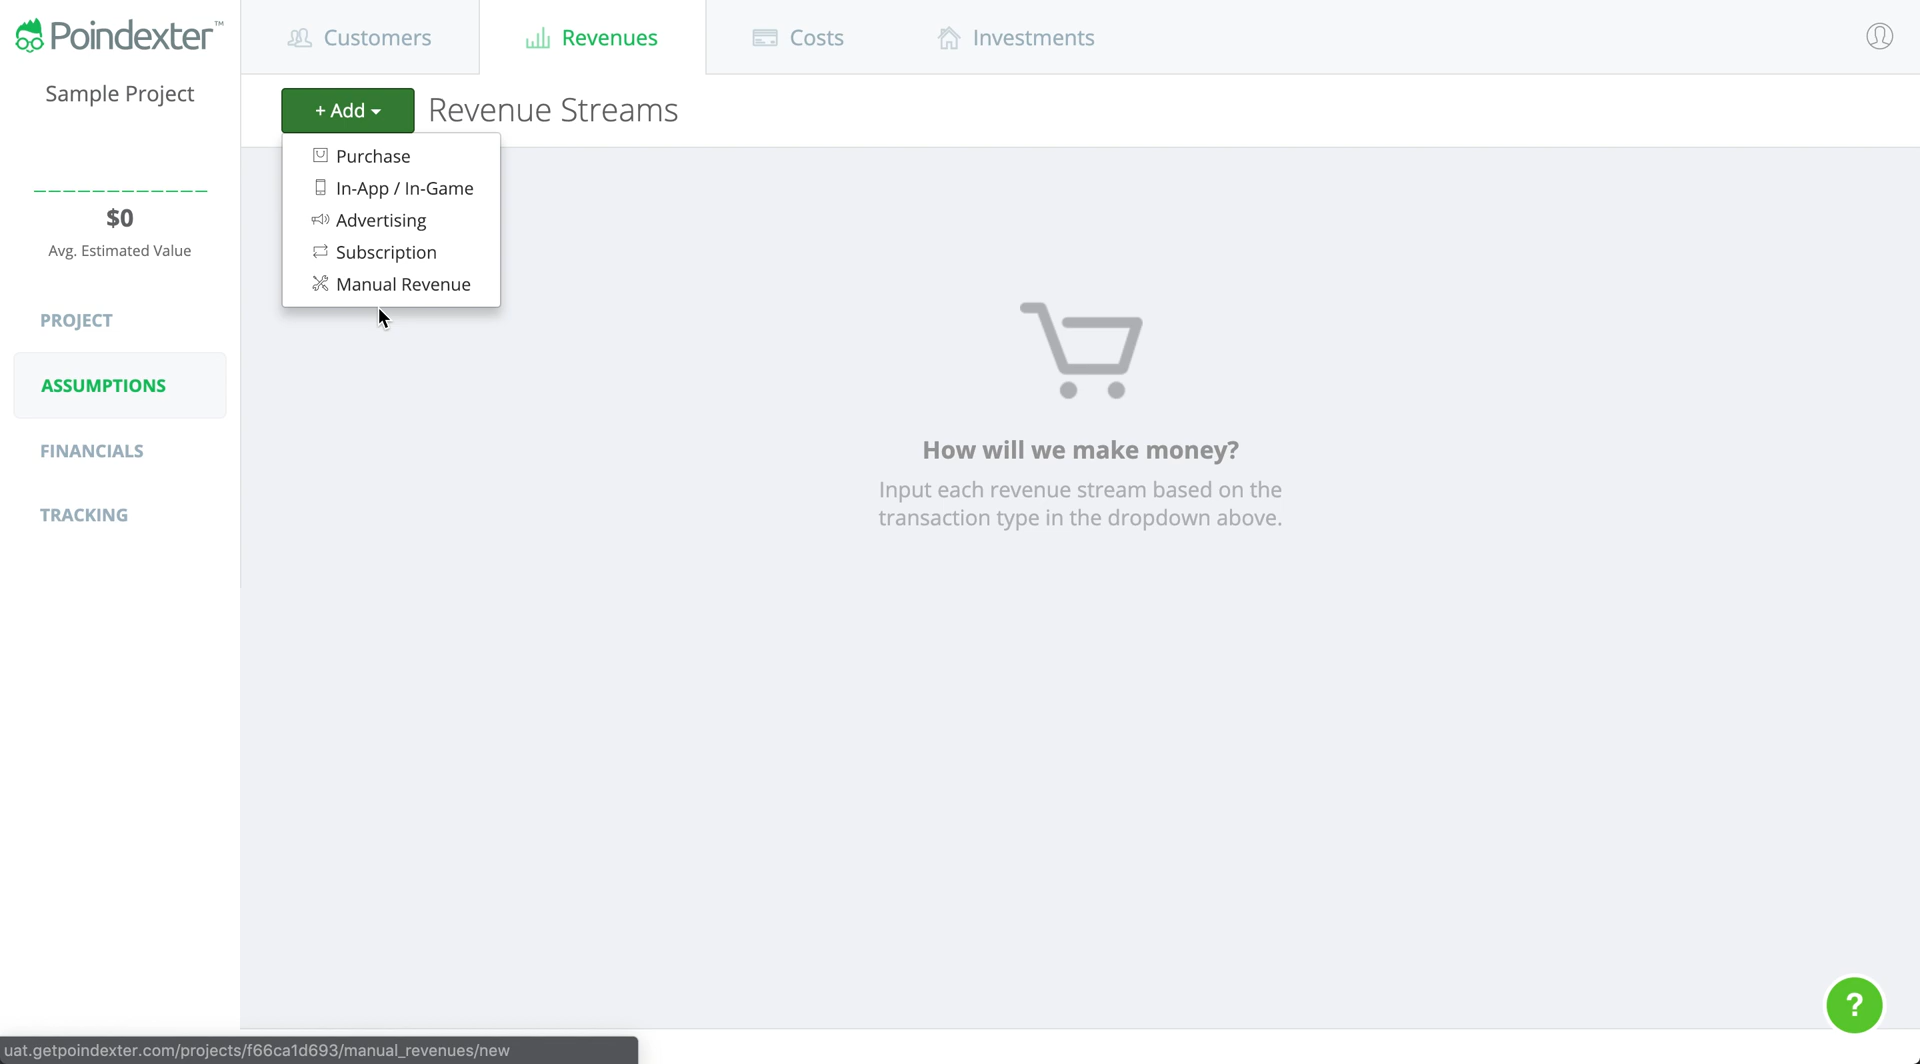 Poindexter™
Sample Project
$0
Avg. Estimated Value
PROJECT
ASSUMPTIONS
FINANCIALS
TRACKING
Customers
Revenues
Costs
Investments
+ Add
Revenue Streams
Purchase
In-App / In-Game
Advertising
Subscription
Manual Revenue
How will we make money?
Input each revenue stream based on the
transaction type in the dropdown above.
?
uat.getpoindexter.com/projects/f66ca1d693/manual_revenues/new